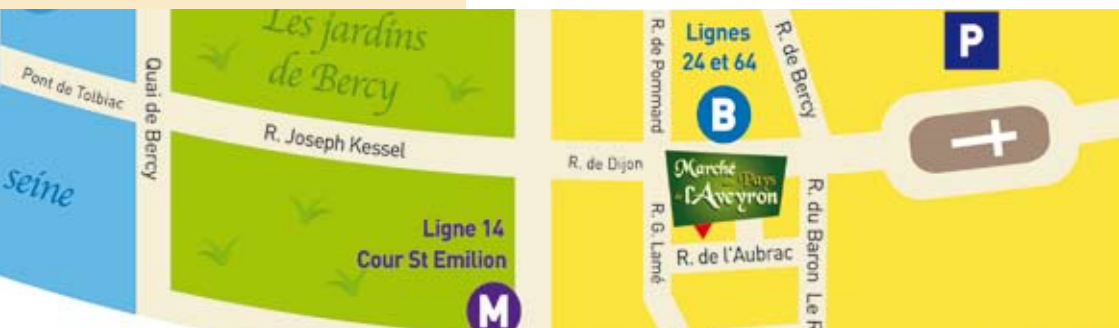 Les jardins
de Bercy
Lignes
24 et 64
B
P
R. de Pommard
R. de Bercy
Pont de Tolbiac
Quai de Bercy
R. Joseph Kessel
R. de Dijon
Marché
Pays
de L'Aveyron
seine
R. G. Lamé
R. du Baron Le
Ligne 14
Cour St Emilion
R. de l'Aubrac
M